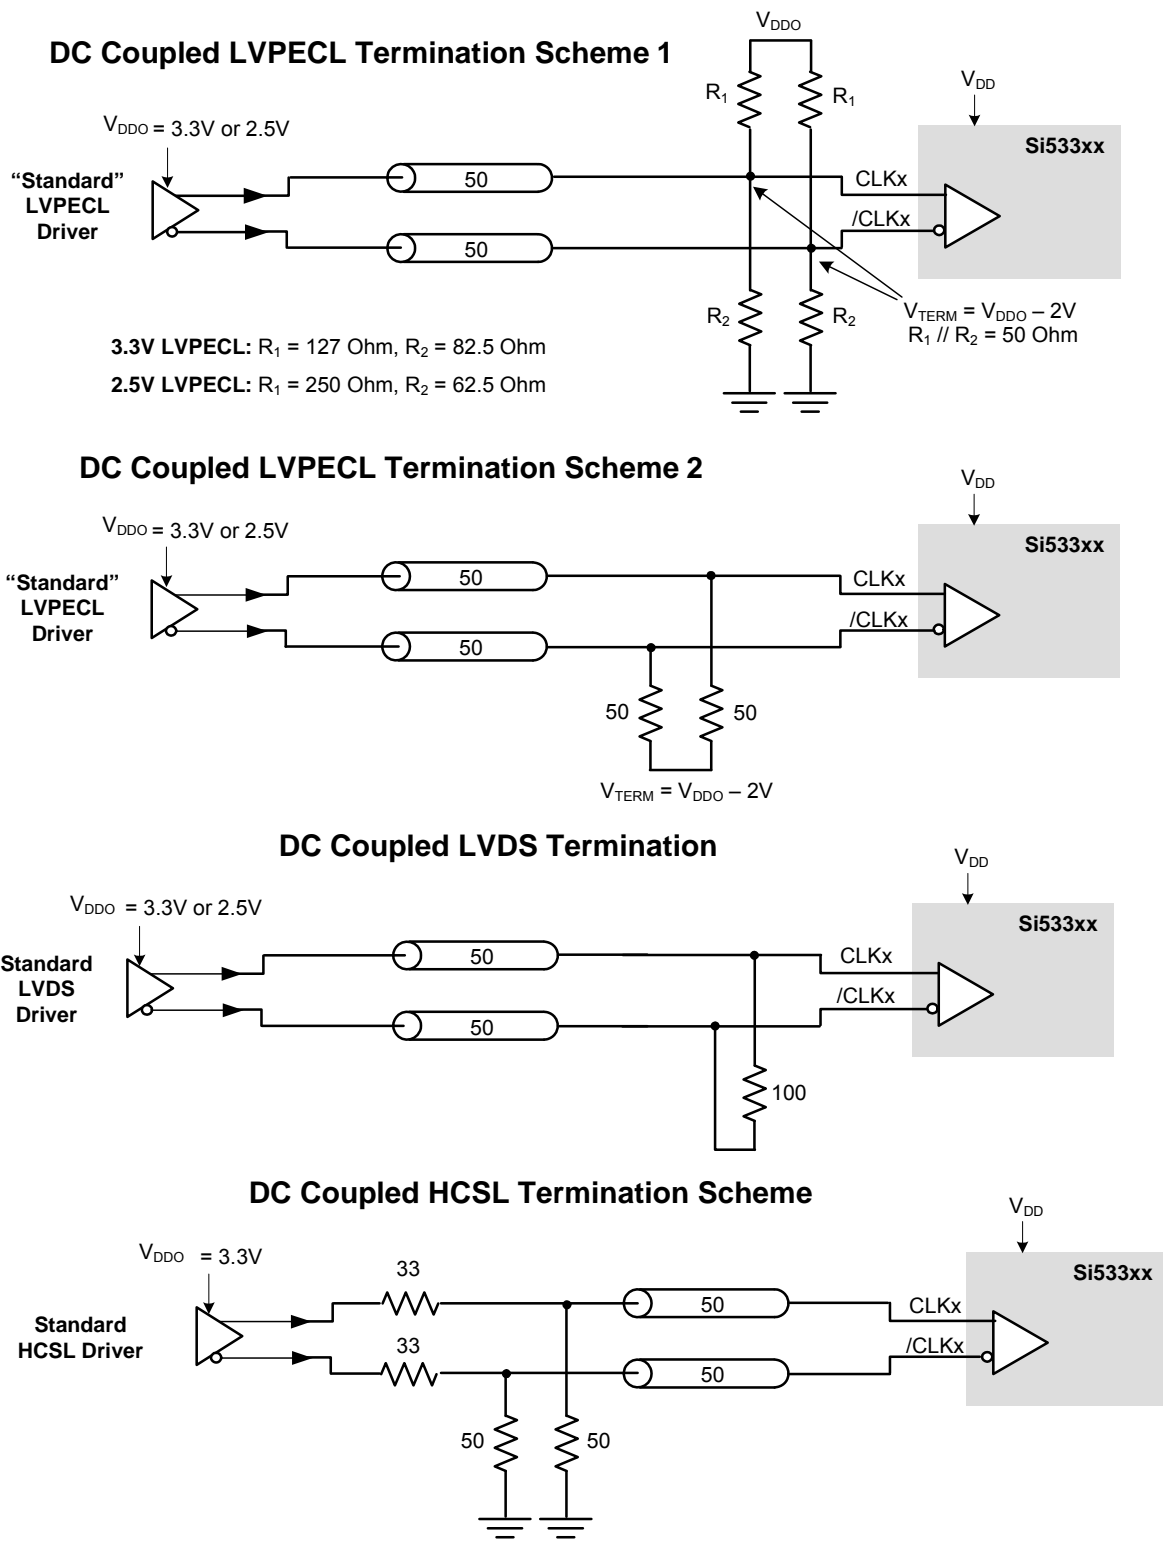 DC Coupled LVPECL Termination Scheme 1
VDDO
R1
R1
VDD
VDDO = 3.3V or 2.5V
Si533xx
“Standard”
LVPECL
Driver
50
CLKx
/CLKx
50
R2
R2
VTERM = VDDO – 2V
R1 // R2 = 50 Ohm
3.3V LVPECL: R1 = 127 Ohm, R2 = 82.5 Ohm
2.5V LVPECL: R1 = 250 Ohm, R2 = 62.5 Ohm
DC Coupled LVPECL Termination Scheme 2
VDD
VDDO = 3.3V or 2.5V
Si533xx
“Standard”
LVPECL
Driver
50
CLKx
/CLKx
50
50
50
VTERM = VDDO – 2V
DC Coupled LVDS Termination
VDD
VDDO = 3.3V or 2.5V
Si533xx
Standard
LVDS
Driver
50
CLKx
/CLKx
50
100
DC Coupled HCSL Termination Scheme
VDD
VDDO = 3.3V
Si533xx
33
50
CLKx
Standard
HCSL Driver
33
/CLKx
50
50
50